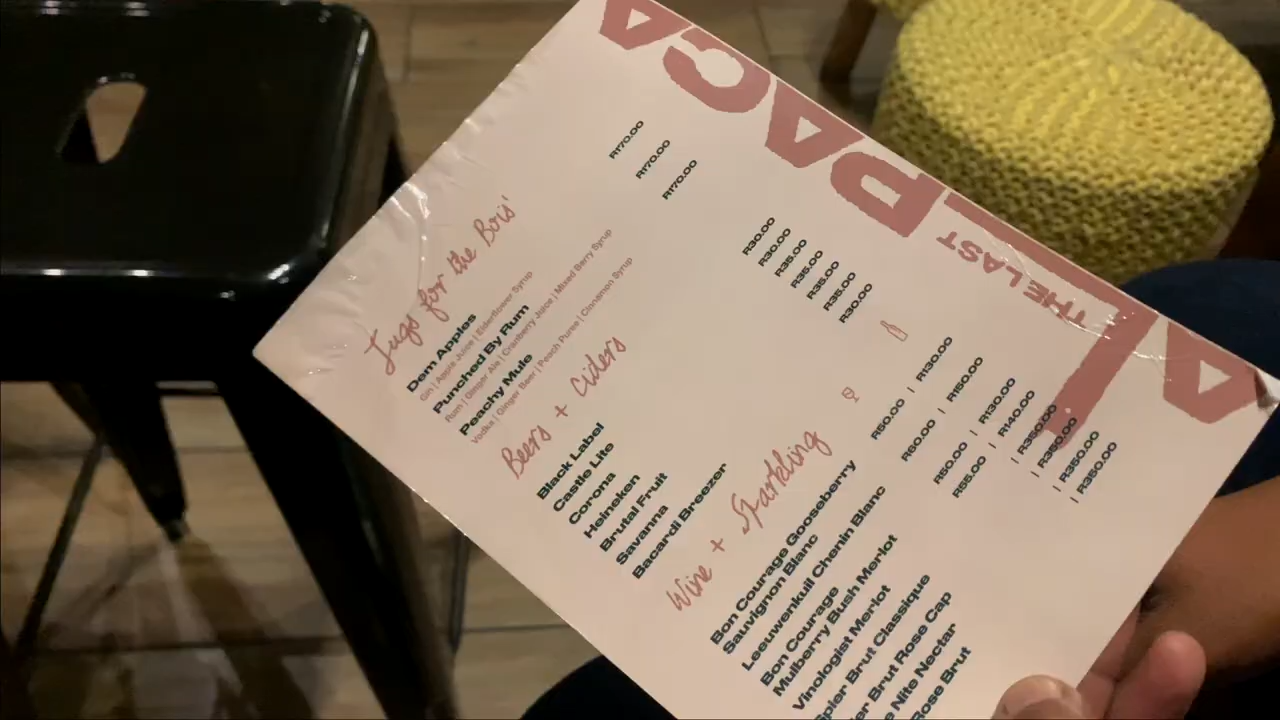 THE LAST
ALPACA
Jugs for the Bois'
Dem Apples R170.00
Gin | Apple Juice | Elderflower Syrup
Punched By Rum R170.00
Rum | Ginger Ale | Cranberry Juice | Mixed Berry Syrup
Peachy Mule R170.00
Vodka | Ginger Beer | Peach Puree | Cinnamon Syrup
Beers + Ciders
Black Label R30.00
Castle Lite R30.00
Corona R35.00
Heineken R35.00
Brutal Fruit R35.00
Savanna R35.00
Bacardi Breezer R30.00
Wine + Sparkling
Bon Courage Gooseberry R50.00 | R130.00
Sauvignon Blanc
Leeuwenkuil Chenin Blanc R60.00 | R150.00
Bon Courage R50.00 | R130.00
Mulberry Bush Merlot
Vinologist Merlot R55.00 | R140.00
Brut Classique | R350.00
Brut Rose Cap | R350.00
Nite Nectar | R350.00
Rose Brut | R350.00